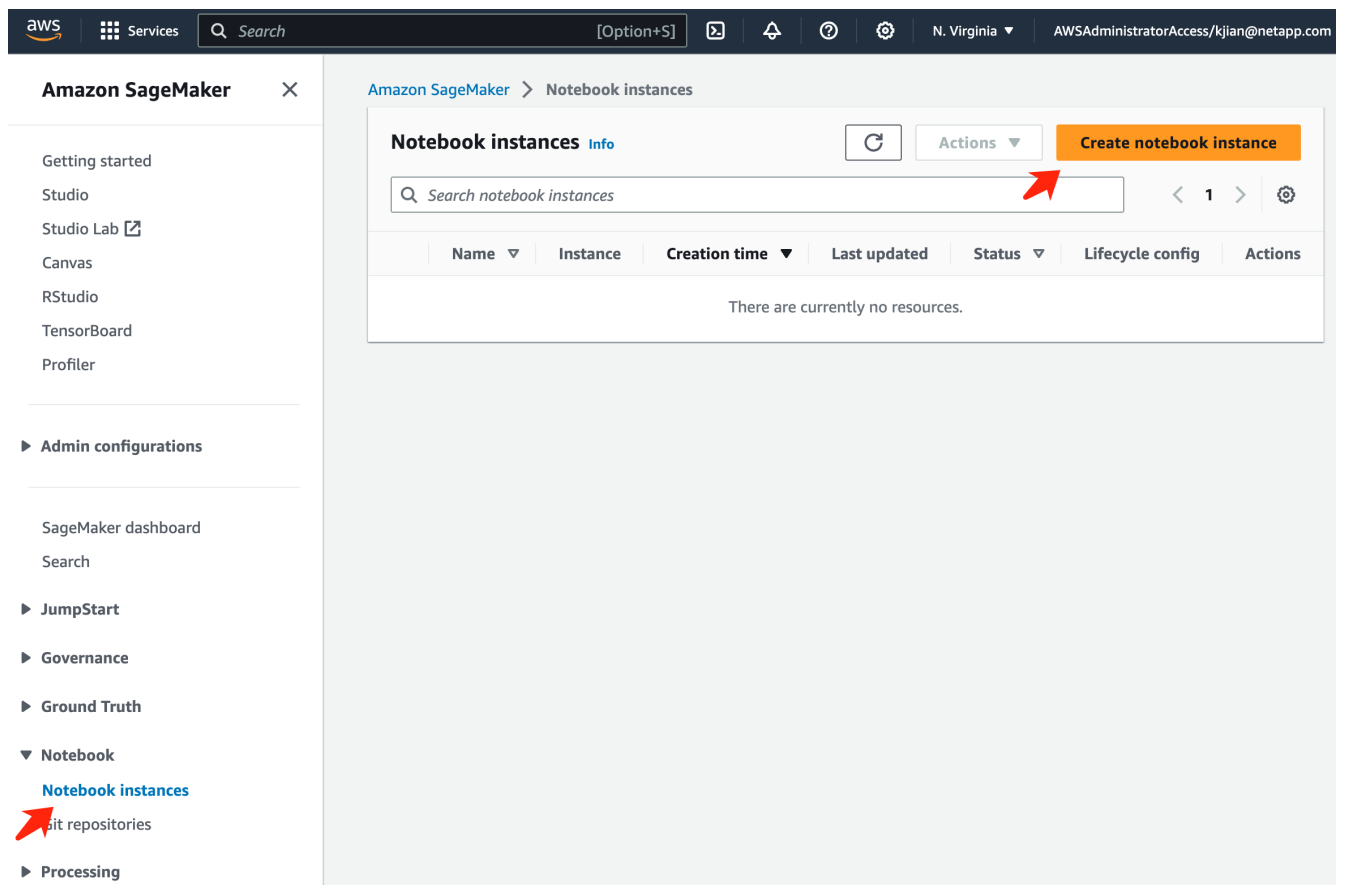 aws
Services
Search [Option+S]
N. Virginia
AWSAdministratorAccess/kjian@netapp.com
Amazon SageMaker
Getting started
Studio
Studio Lab
Canvas
RStudio
TensorBoard
Profiler
Admin configurations
SageMaker dashboard
Search
JumpStart
Governance
Ground Truth
Notebook
Notebook instances
Git repositories
Processing
Amazon SageMaker > Notebook instances
Notebook instances Info
Actions
Create notebook instance
Search notebook instances
1
Name Instance Creation time Last updated Status Lifecycle config Actions
There are currently no resources.